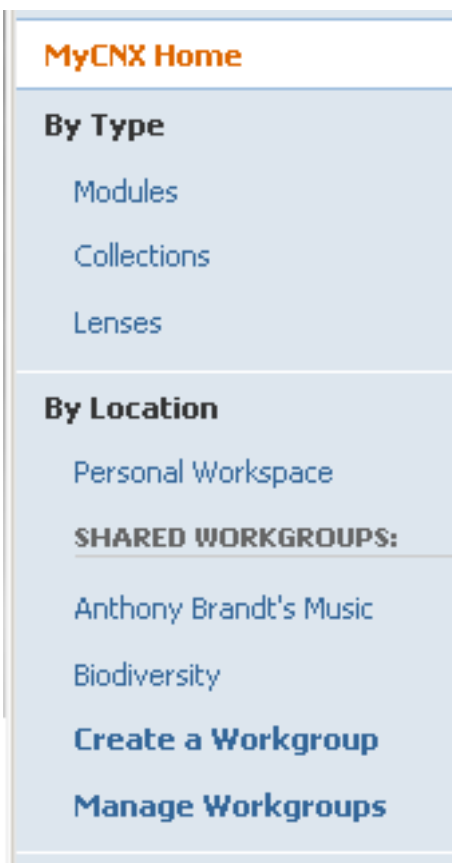 MyCNX Home
By Type
Modules
Collections
Lenses
By Location
Personal Workspace
SHARED WORKGROUPS:
Anthony Brandt's Music
Biodiversity
Create a Workgroup
Manage Workgroups